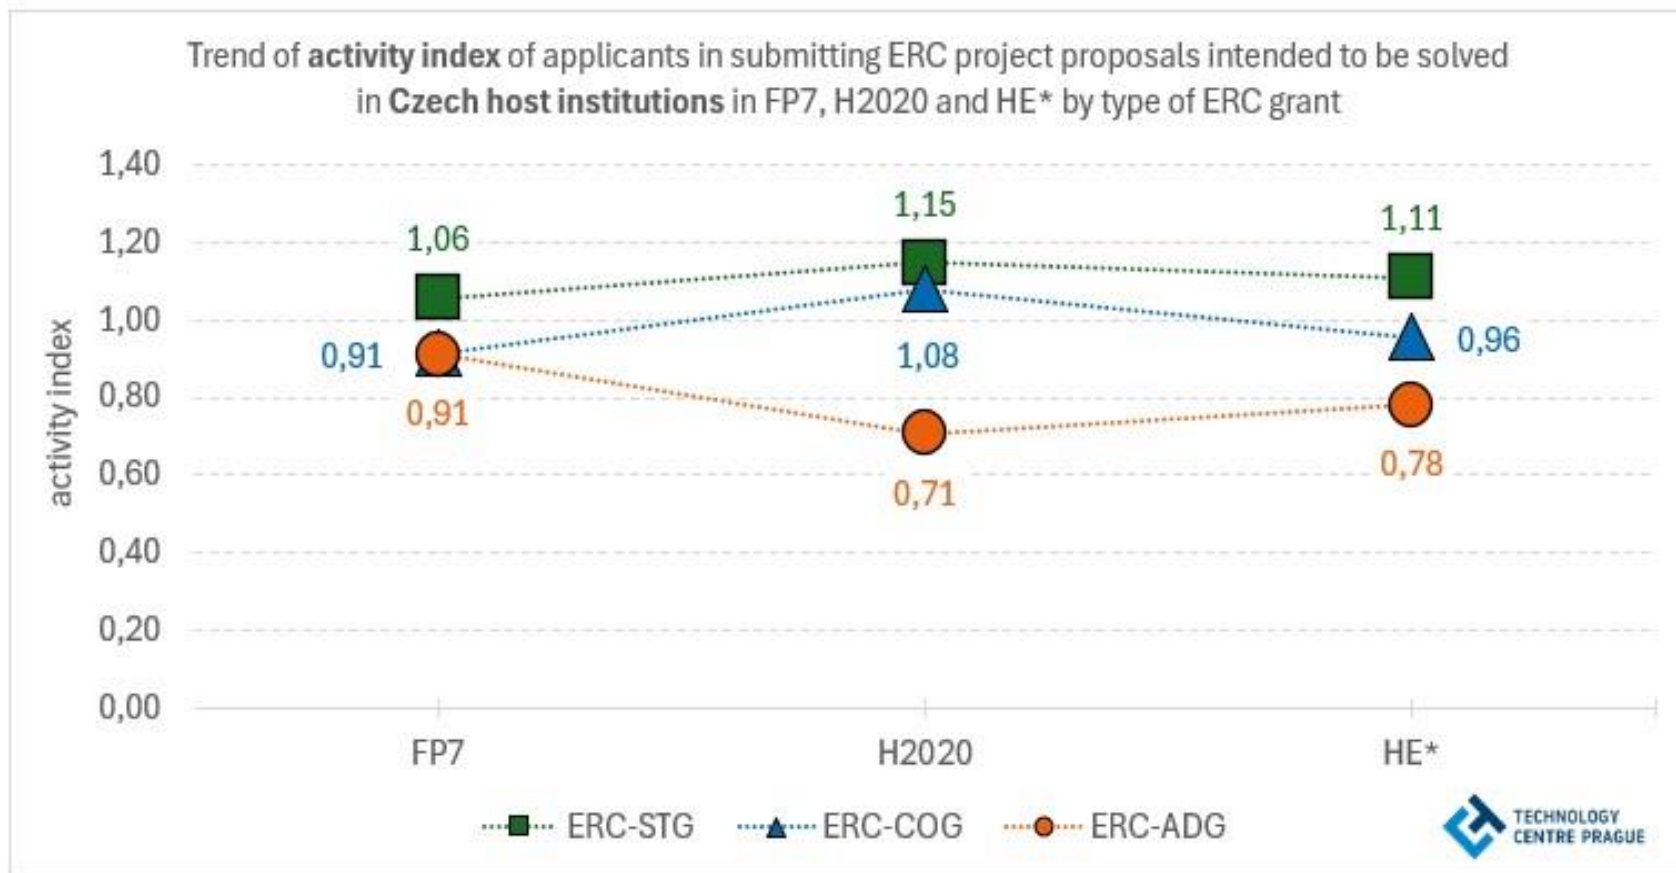 Trend of activity index of applicants in submitting ERC project proposals intended to be solved
in Czech host institutions in FP7, H2020 and HE* by type of ERC grant
activity index
1,40
1,20
1,00
0,80
0,60
0,40
0,20
0,00
1,06
1,15
1,11
0,91
1,08
0,96
0,91
0,71
0,78
FP7
H2020
HE*
ERC-STG
ERC-COG
ERC-ADG
TECHNOLOGY
CENTRE PRAGUE